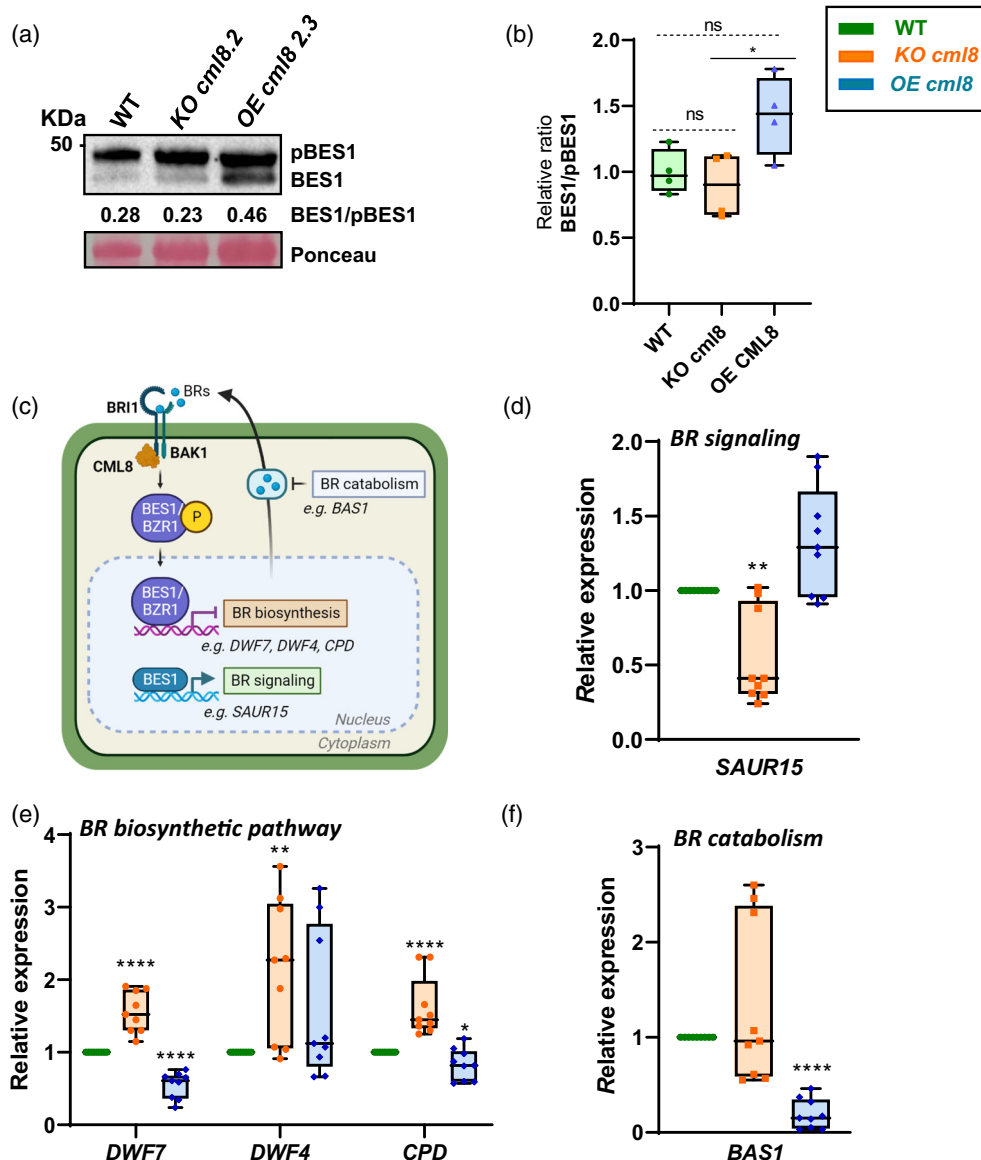 (a)
WT
KO cml8.2
OE cml8 2.3
KDa
50
pBES1
BES1
0.28 0.23 0.46 BES1/pBES1
Ponceau
(b)
ns
*
ns
Relative ratio
BES1/pBES1
2.0
1.5
1.0
0.5
0.0
WT
KO cml8
OE CML8
WT
KO cml8
OE cml8
(c)
BRs
BRI1
BAK1
CML8
BES1/
BZR1
P
BR catabolism
e.g. BAS1
BES1/
BZR1
BR biosynthesis
e.g. DWF7, DWF4, CPD
BES1
BR signaling
e.g. SAUR15
Nucleus
Cytoplasm
(d)
BR signaling
Relative expression
2.0
1.5
1.0
0.5
0.0
**
SAUR15
(e)
BR biosynthetic pathway
Relative expression
4
3
2
1
0
****
****
**
****
*
DWF7 DWF4 CPD
(f)
BR catabolism
Relative expression
3
2
1
0
****
BAS1